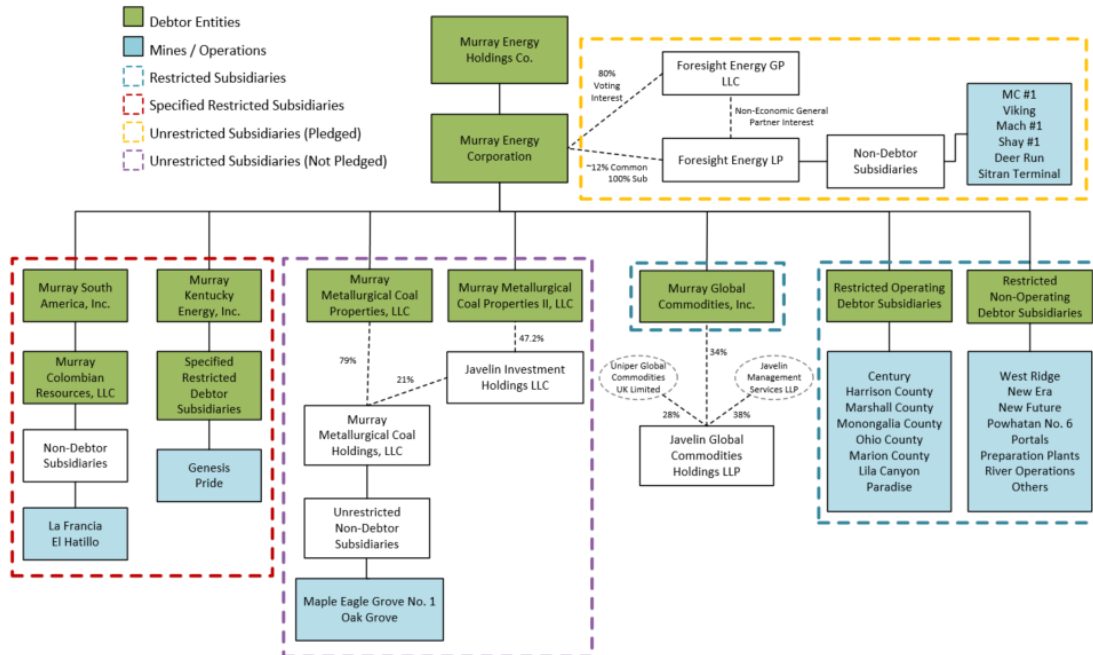 Debtor Entities
Mines / Operations
Restricted Subsidiaries
Specified Restricted Subsidiaries
Unrestricted Subsidiaries (Pledged)
Unrestricted Subsidiaries (Not Pledged)
Murray Energy
Holdings Co.
Murray Energy
Corporation
80%
Voting
Interest
Foresight Energy GP
LLC
Non-Economic General
Partner Interest
~12% Common
100% Sub
Foresight Energy LP
Non-Debtor
Subsidiaries
MC #1
Viking
Mach #1
Shay #1
Deer Run
Sitran Terminal
Murray South
America, Inc.
Murray
Colombian
Resources, LLC
Non-Debtor
Subsidiaries
La Francia
El Hatillo
Murray
Kentucky
Energy, Inc.
Specified
Restricted
Debtor
Subsidiaries
Genesis
Pride
Murray
Metallurgical Coal
Properties, LLC
Murray Metallurgical
Coal Properties II, LLC
79%
21%
47.2%
Javelin Investment
Holdings LLC
Murray
Metallurgical Coal
Holdings, LLC
Unrestricted
Non-Debtor
Subsidiaries
Maple Eagle Grove No. 1
Oak Grove
Murray Global
Commodities, Inc.
34%
Uniper Global
Commodities
UK Limited
Javelin
Management
Services LLP
28%
38%
Javelin Global
Commodities
Holdings LLP
Restricted Operating
Debtor Subsidiaries
Century
Harrison County
Marshall County
Monongalia County
Ohio County
Marion County
Lila Canyon
Paradise
Restricted
Non-Operating
Debtor Subsidiaries
West Ridge
New Era
New Future
Powhatan No. 6
Portals
Preparation Plants
River Operations
Others